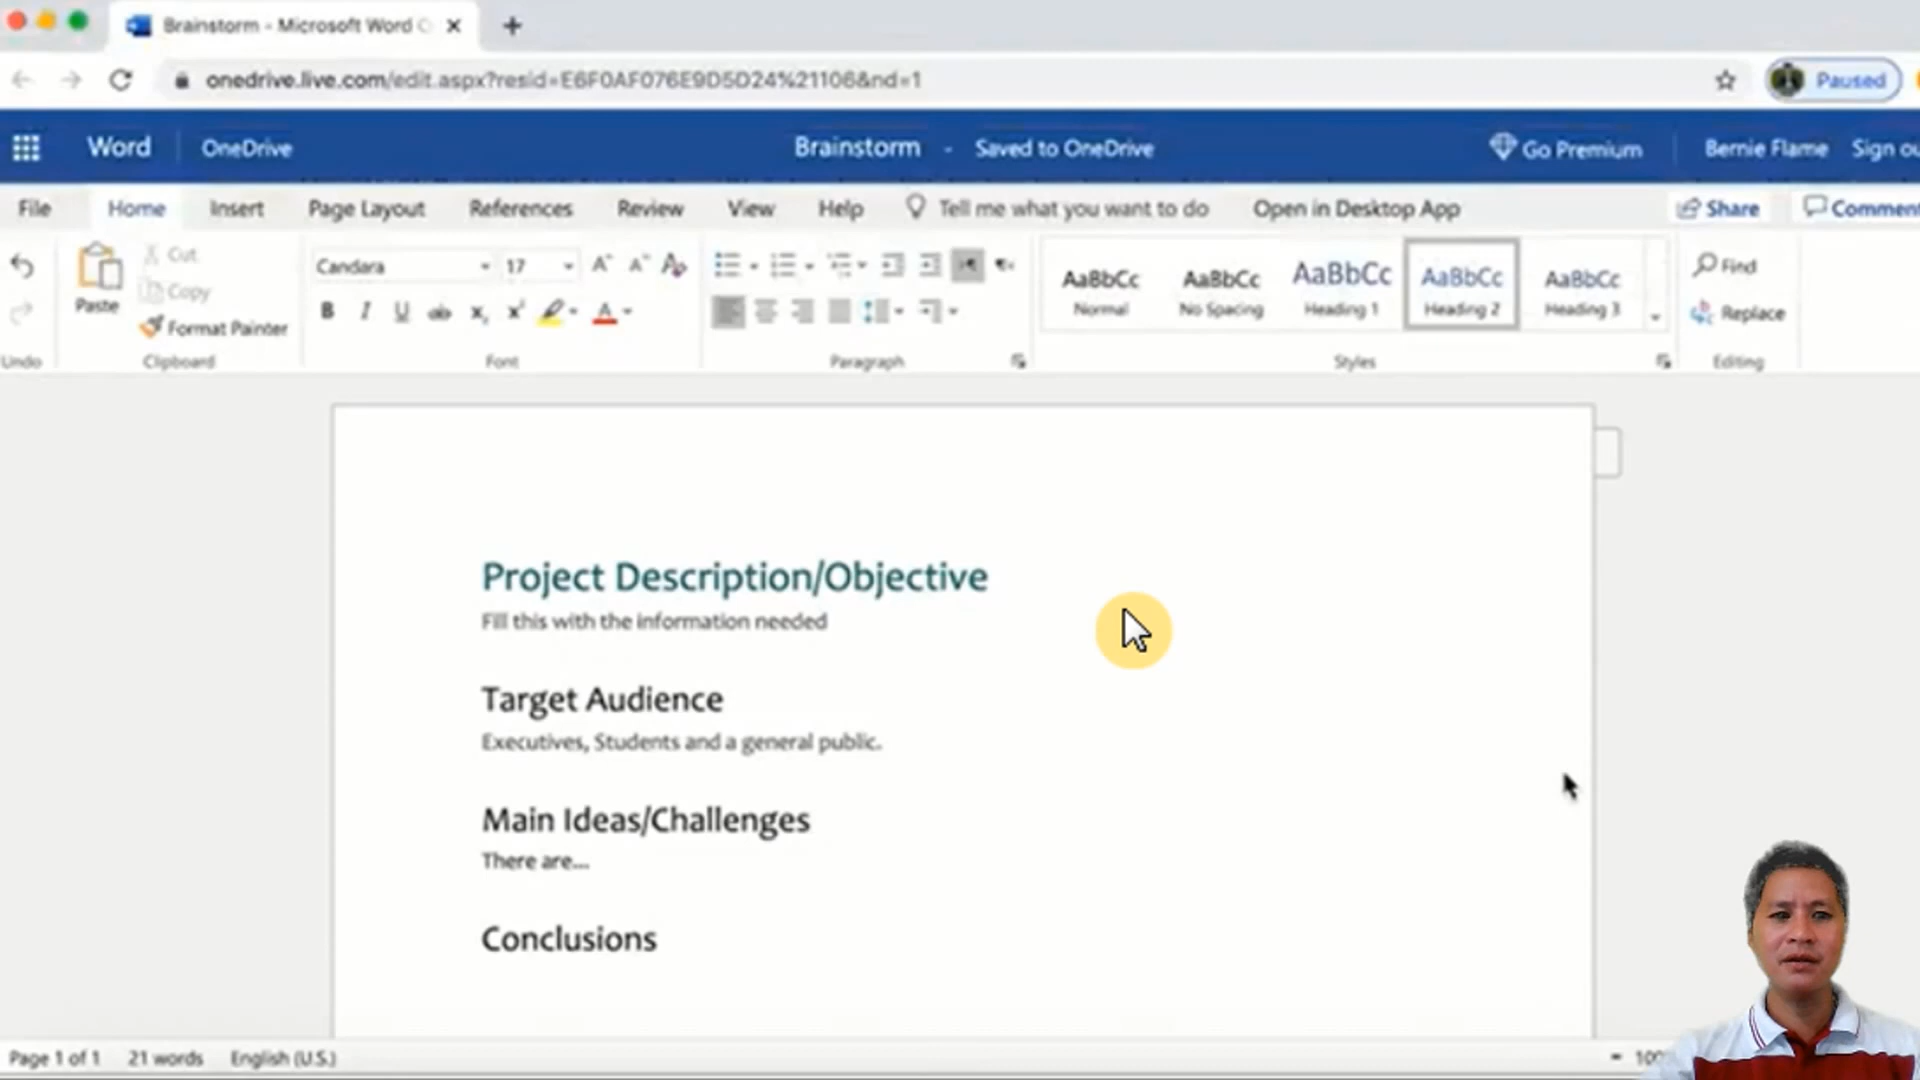 Brainstorm - Microsoft Word
onedrive.live.com/edit.aspx?resid=E6F0AF076E9D5D24%21106&nd=1
Paused
Word
OneDrive
Brainstorm - Saved to OneDrive
Go Premium
Bernie Flame
Sign ou
File
Home
Insert
Page Layout
References
Review
View
Help
Tell me what you want to do
Open in Desktop App
Share
Comment
Paste
Cut
Copy
Format Painter
Candara
17
AaBbCc
AaBbCc
AaBbCc
AaBbCc
AaBbCc
Normal
No Spacing
Heading 1
Heading 2
Heading 3
Find
Replace
Undo
Clipboard
Font
Paragraph
Styles
Editing
Project Description/Objective
Fill this with the information needed
Target Audience
Executives, Students and a general public.
Main Ideas/Challenges
There are...
Conclusions
Page 1 of 1
21 words
English (U.S.)
100